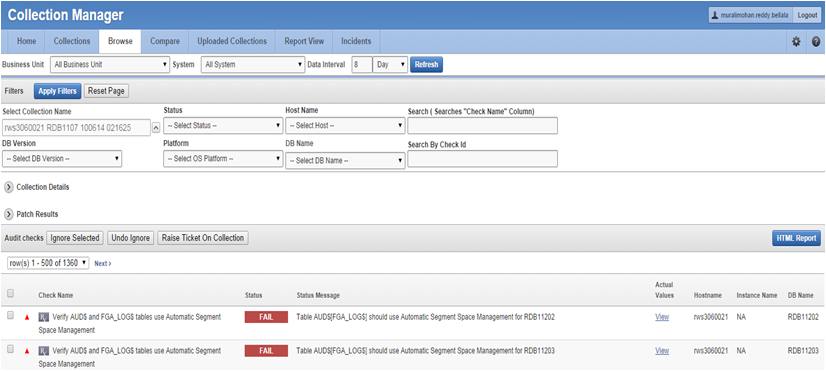 Collection Manager
muralimohan.reddy.bellala Logout
Home Collections Browse Compare Uploaded Collections Report View Incidents
Business Unit All Business Unit System All System Data Interval 8 Day Refresh
Filters Apply Filters Reset Page
Select Collection Name Status Host Name Search ( Searches "Check Name" Column)
rws3060021 RDB1107 100614 021625 -- Select Status -- -- Select Host --
DB Version Platform DB Name Search By Check Id
-- Select DB Version -- -- Select OS Platform -- -- Select DB Name --
Collection Details
Patch Results
Audit checks Ignore Selected Undo Ignore Raise Ticket On Collection HTML Report
row(s) 1 - 500 of 1360 Next ›
Check Name Status Status Message Actual Values Hostname Instance Name DB Name
Verify AUD$ and FGA_LOG$ tables use Automatic Segment FAIL Table AUD$[FGA_LOG$] should use Automatic Segment Space Management for RDB11202 View rws3060021 NA RDB11202
Space Management
Verify AUD$ and FGA_LOG$ tables use Automatic Segment FAIL Table AUD$[FGA_LOG$] should use Automatic Segment Space Management for RDB11203 View rws3060021 NA RDB11203
Space Management